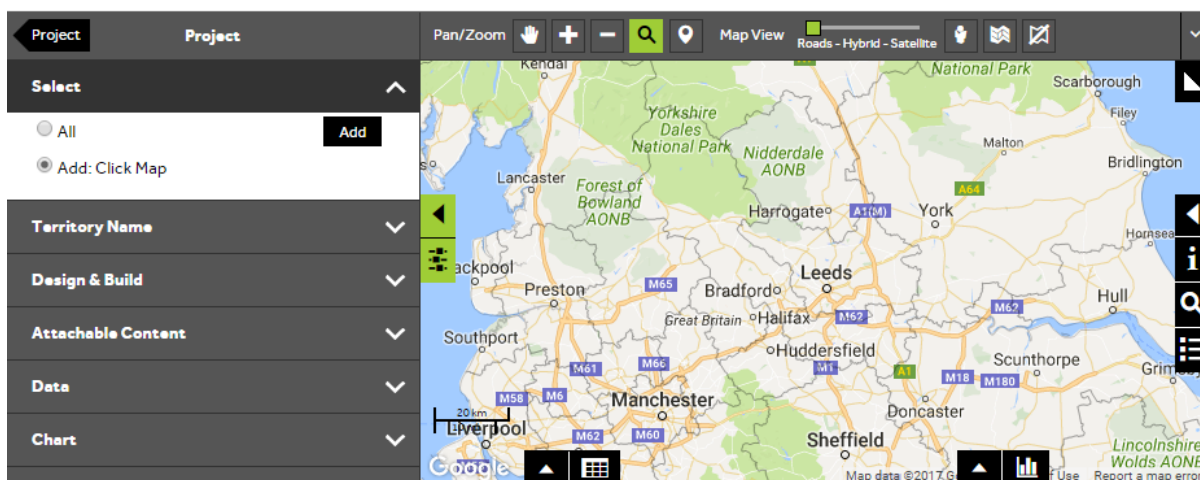 Project
Project
Pan/Zoom
Map View
Roads - Hybrid - Satellite
Select
All
Add
Add: Click Map
Territory Name
Design & Build
Attachable Content
Data
Chart
Kendal
National Park
Scarborough
Filey
Yorkshire
Dales
National Park
Malton
Nidderdale
AONB
Bridlington
Lancaster
Forest of
Bowland
AONB
A64
Harrogate
A1(M)
York
Hornsea
ackpool
Leeds
Preston
M65
Bradford
M62
Hull
Great Britain
Halifax
M62
Southport
Huddersfield
Scunthorpe
M61
M66
M1
A1
M18
M180
Grims
M58
M6
Manchester
20 km
Doncaster
Liverpool
M62
M60
Sheffield
Lincolnshire
Wolds AONB
Google
Map data ©2017 G
f Use
Report a map error